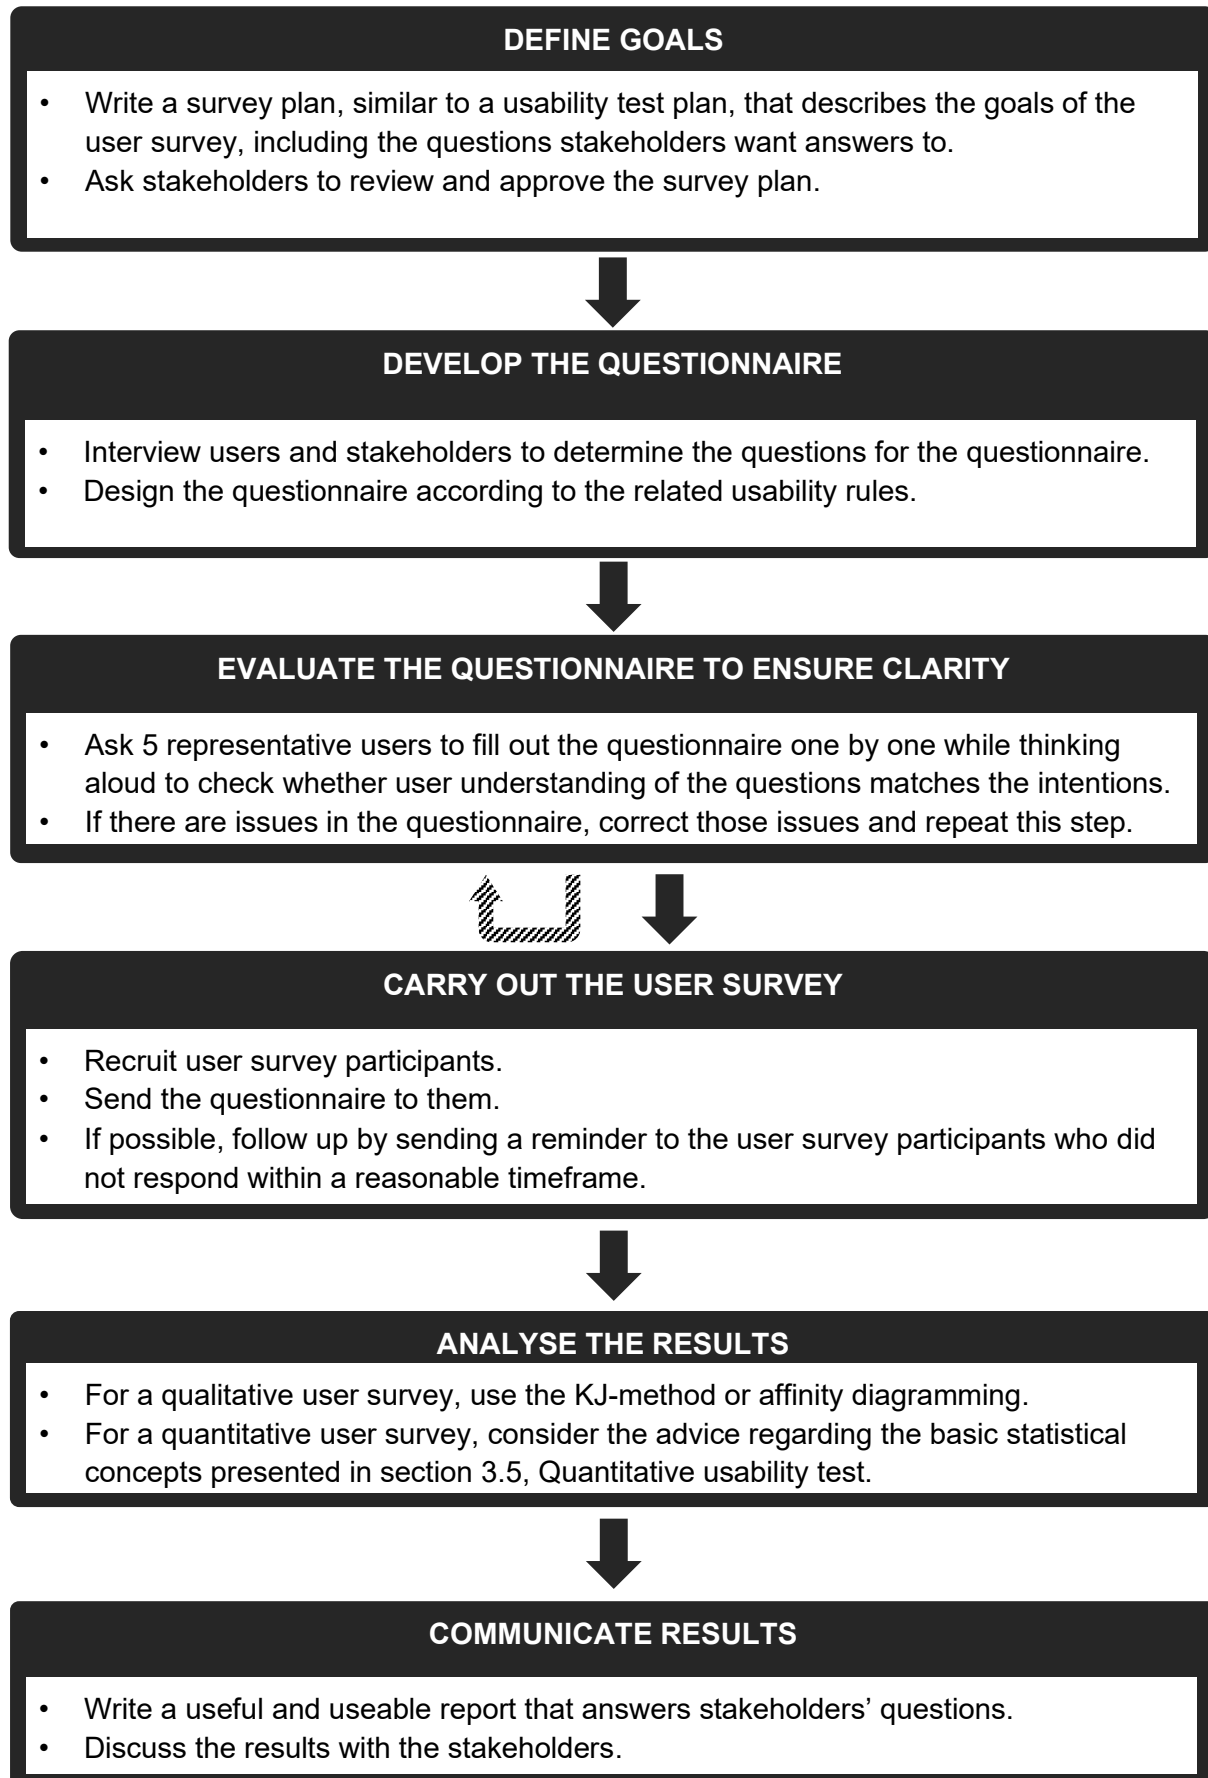 DEFINE GOALS
• Write a survey plan, similar to a usability test plan, that describes the goals of the
user survey, including the questions stakeholders want answers to.
• Ask stakeholders to review and approve the survey plan.
DEVELOP THE QUESTIONNAIRE
• Interview users and stakeholders to determine the questions for the questionnaire.
• Design the questionnaire according to the related usability rules.
EVALUATE THE QUESTIONNAIRE TO ENSURE CLARITY
• Ask 5 representative users to fill out the questionnaire one by one while thinking
aloud to check whether user understanding of the questions matches the intentions.
• If there are issues in the questionnaire, correct those issues and repeat this step.
CARRY OUT THE USER SURVEY
• Recruit user survey participants.
• Send the questionnaire to them.
• If possible, follow up by sending a reminder to the user survey participants who did
not respond within a reasonable timeframe.
ANALYSE THE RESULTS
• For a qualitative user survey, use the KJ-method or affinity diagramming.
• For a quantitative user survey, consider the advice regarding the basic statistical
concepts presented in section 3.5, Quantitative usability test.
COMMUNICATE RESULTS
• Write a useful and useable report that answers stakeholders’ questions.
• Discuss the results with the stakeholders.